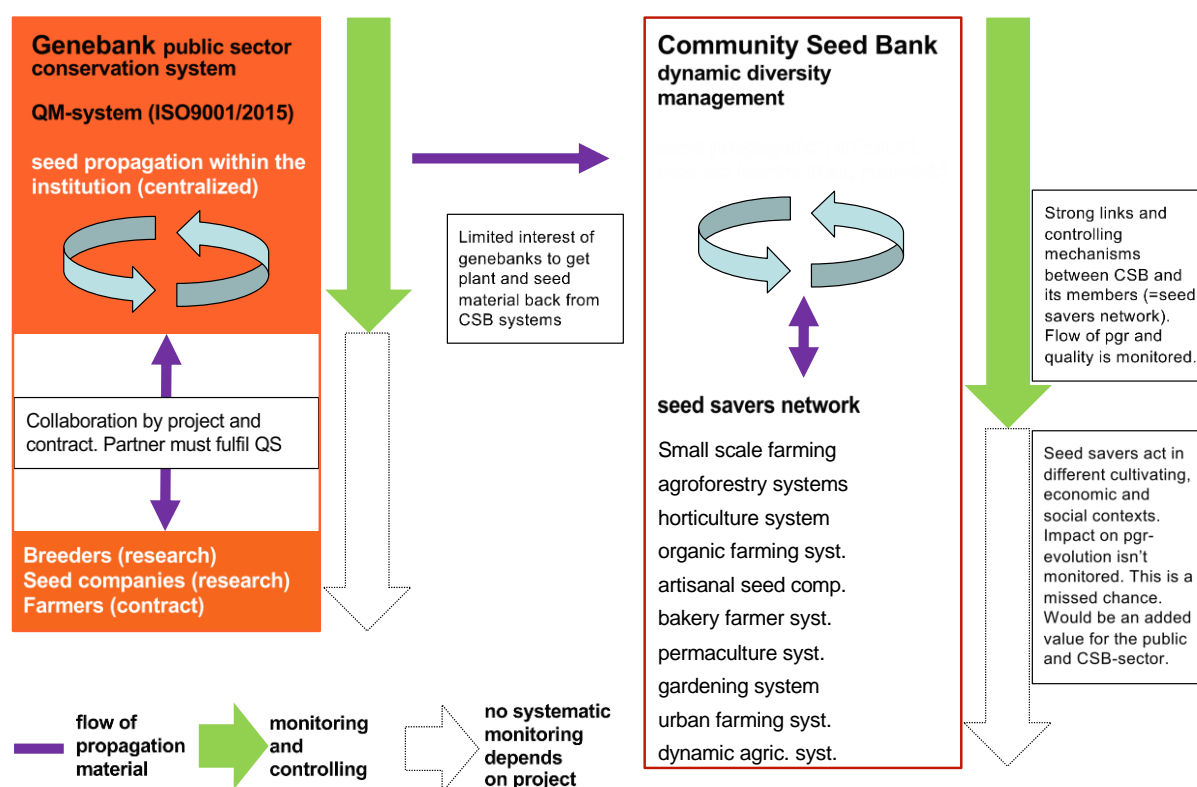 Genebank public sector
conservation system
QM-system (ISO9001/2015)
seed propagation within the
institution (centralized)
Collaboration by project and
contract. Partner must fulfil QS
Breeders (research)
Seed companies (research)
Farmers (contract)
Limited interest of
genebanks to get
plant and seed
material back from
CSB systems
Community Seed Bank
dynamic diversity
management
seed savers network
Small scale farming
agroforestry systems
horticulture system
organic farming syst.
artisanal seed comp.
bakery farmer syst.
permaculture syst.
gardening system
urban farming syst.
dynamic agric. syst.
Strong links and
controlling
mechanisms
between CSB and
its members (=seed
savers network).
Flow of pgr and
quality is monitored.
Seed savers act in
different cultivating,
economic and
social contexts.
Impact on pgr-
evolution isn't
monitored. This is a
missed chance.
Would be an added
value for the public
and CSB-sector.
flow of
propagation
material
monitoring
and
controlling
no systematic
monitoring
depends
on project